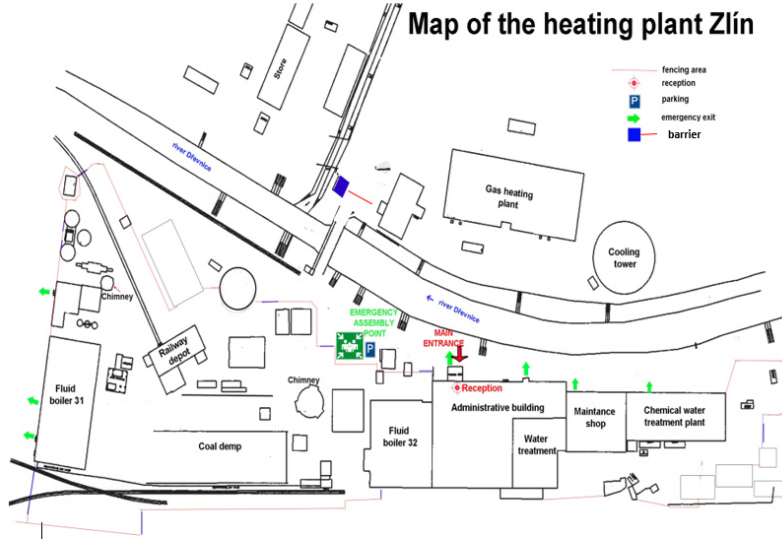 Map of the heating plant Zlín
fencing area
reception
P
parking
emergency exit
barrier
Store
river Dřevnice
Gas heating
plant
Cooling
tower
river Dřevnice
Chimney
EMERGENCY
ASSEMBLY
POINT
P
MAIN
ENTRANCE
Railway
depot
Fluid
boiler 31
Chimney
Reception
Administrative building
Maintance
shop
Chemical water
treatment plant
Coal demp
Fluid
boiler 32
Water
treatment